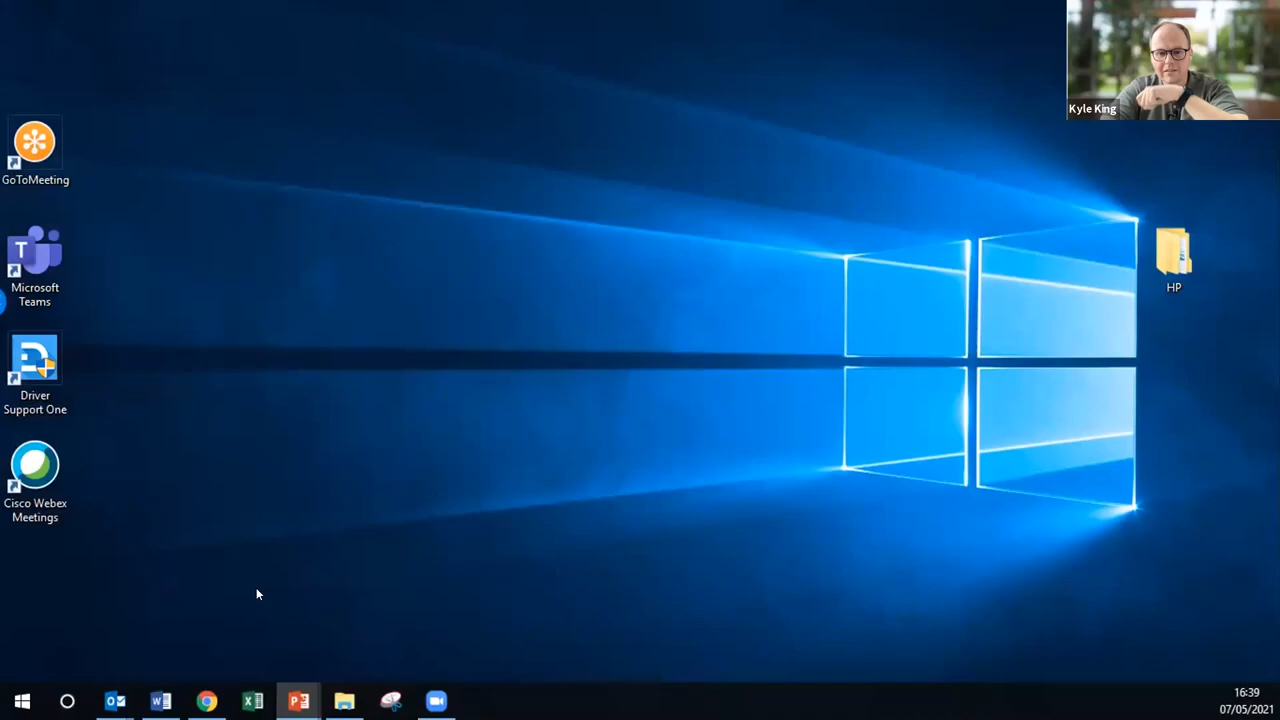 Kyle King
GoToMeeting
T
Microsoft
Teams
HP
D
Driver
Support One
Cisco Webex
Meetings
W
X
P
16:39
07/05/2021